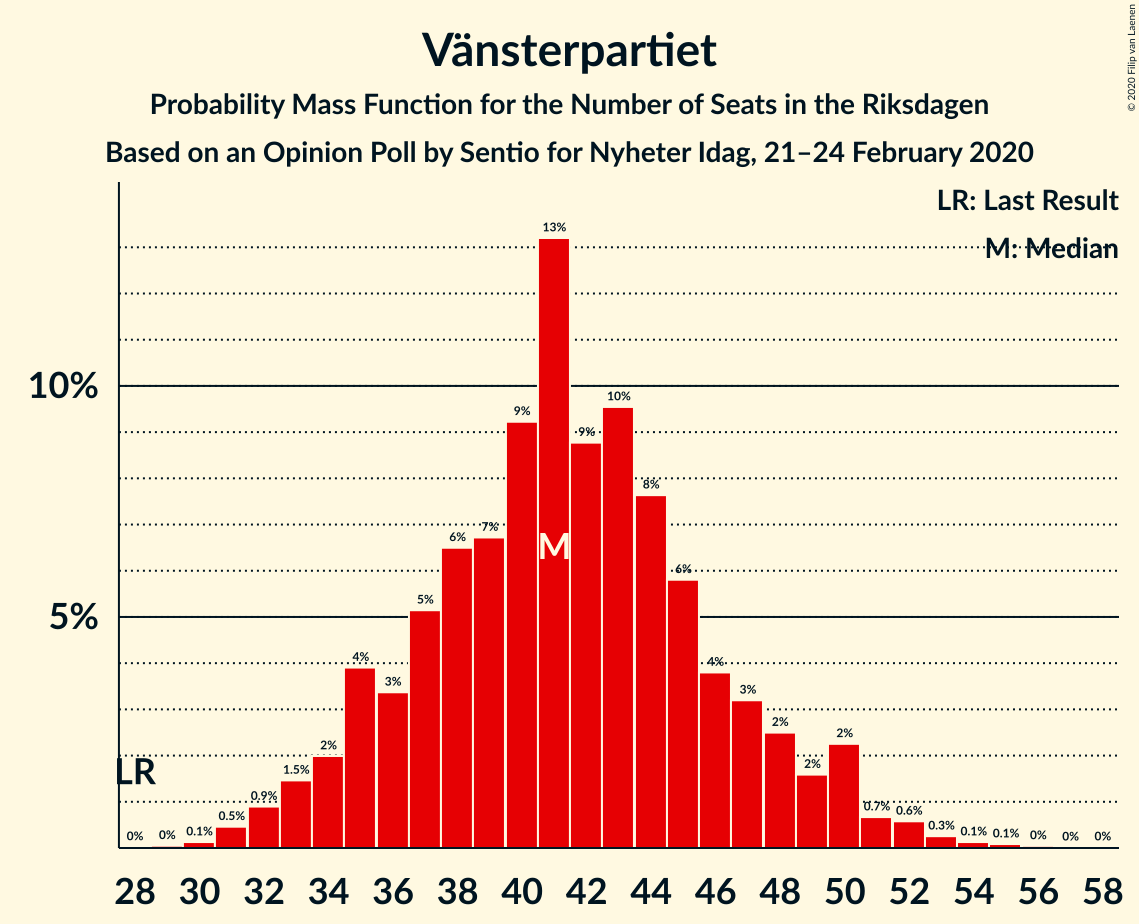 Vänsterpartiet
Probability Mass Function for the Number of Seats in the Riksdagen
Based on an Opinion Poll by Sentio for Nyheter Idag, 21–24 February 2020
© 2020 Filip van Laenen
LR: Last Result
M: Median
10%
5%
0% 0% 0.1% 0.5% 0.9% 1.5% 2% 4% 3% 5% 6% 7% 9% 13% 9% 10% 8% 6% 4% 3% 2% 2% 2% 0.7% 0.6% 0.3% 0.1% 0.1% 0% 0% 0%
M
LR
28 30 32 34 36 38 40 42 44 46 48 50 52 54 56 58